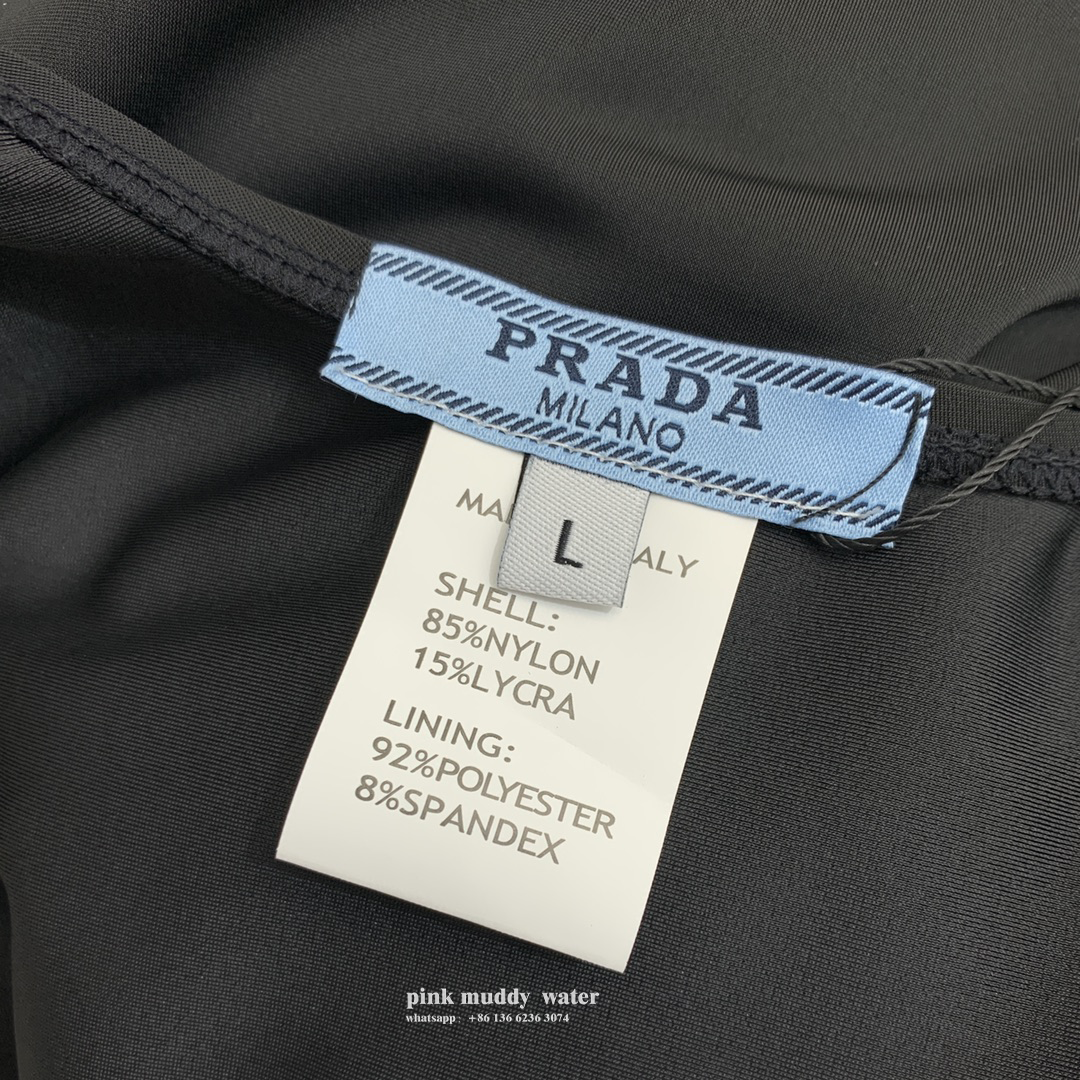 PRADA
MILANO
L
MA ALY
SHELL:
85%NYLON
15%LYCRA
LINING:
92%POLYESTER
8%SPANDEX
pink muddy water
whatsapp: +86 136 6236 3074